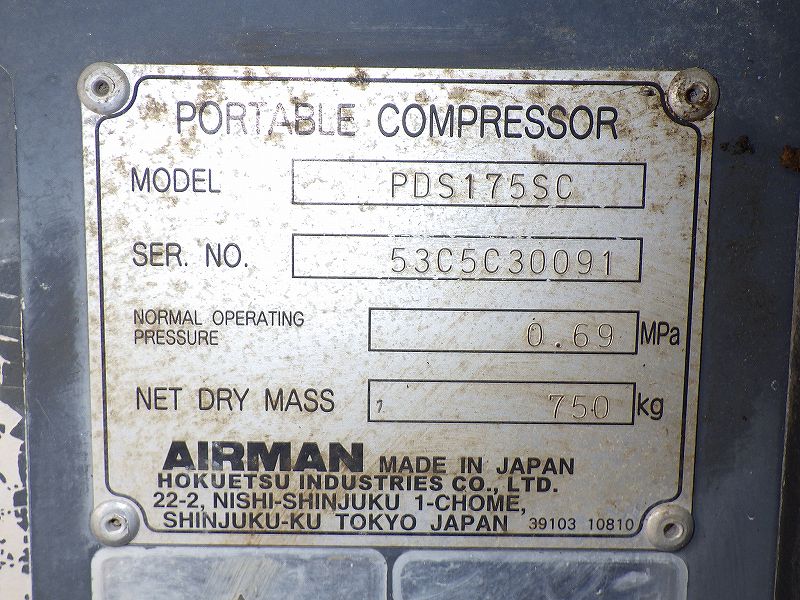 PORTABLE COMPRESSOR
MODEL PDS175SC
SER. NO. 53C5C30091
NORMAL OPERATING
PRESSURE 0.69 MPa
NET DRY MASS 750 kg
AIRMAN MADE IN JAPAN
HOKUETSU INDUSTRIES CO., LTD.
22-2, NISHI-SHINJUKU 1-CHOME,
SHINJUKU-KU TOKYO JAPAN 39103 10810